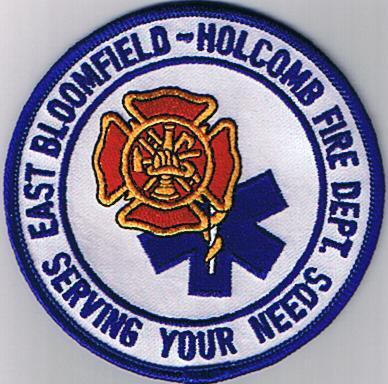 EAST BLOOMFIELD ~ HOLCOMB FIRE DEPT.
SERVING YOUR NEEDS